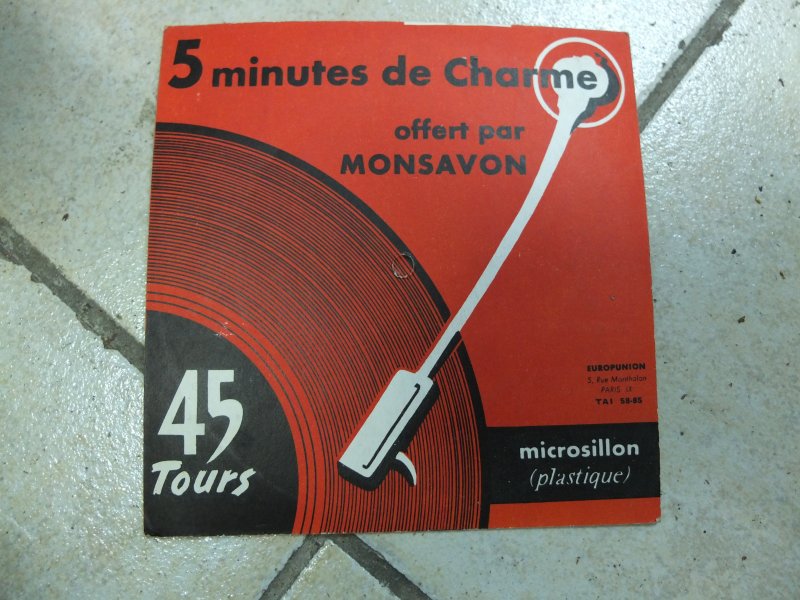 5 minutes de Charme
offert par
MONSAVON
45
Tours
EUROPUNION
5, Rue Montholon
PARIS IX
TAI 58-85
microsillon
(plastique)